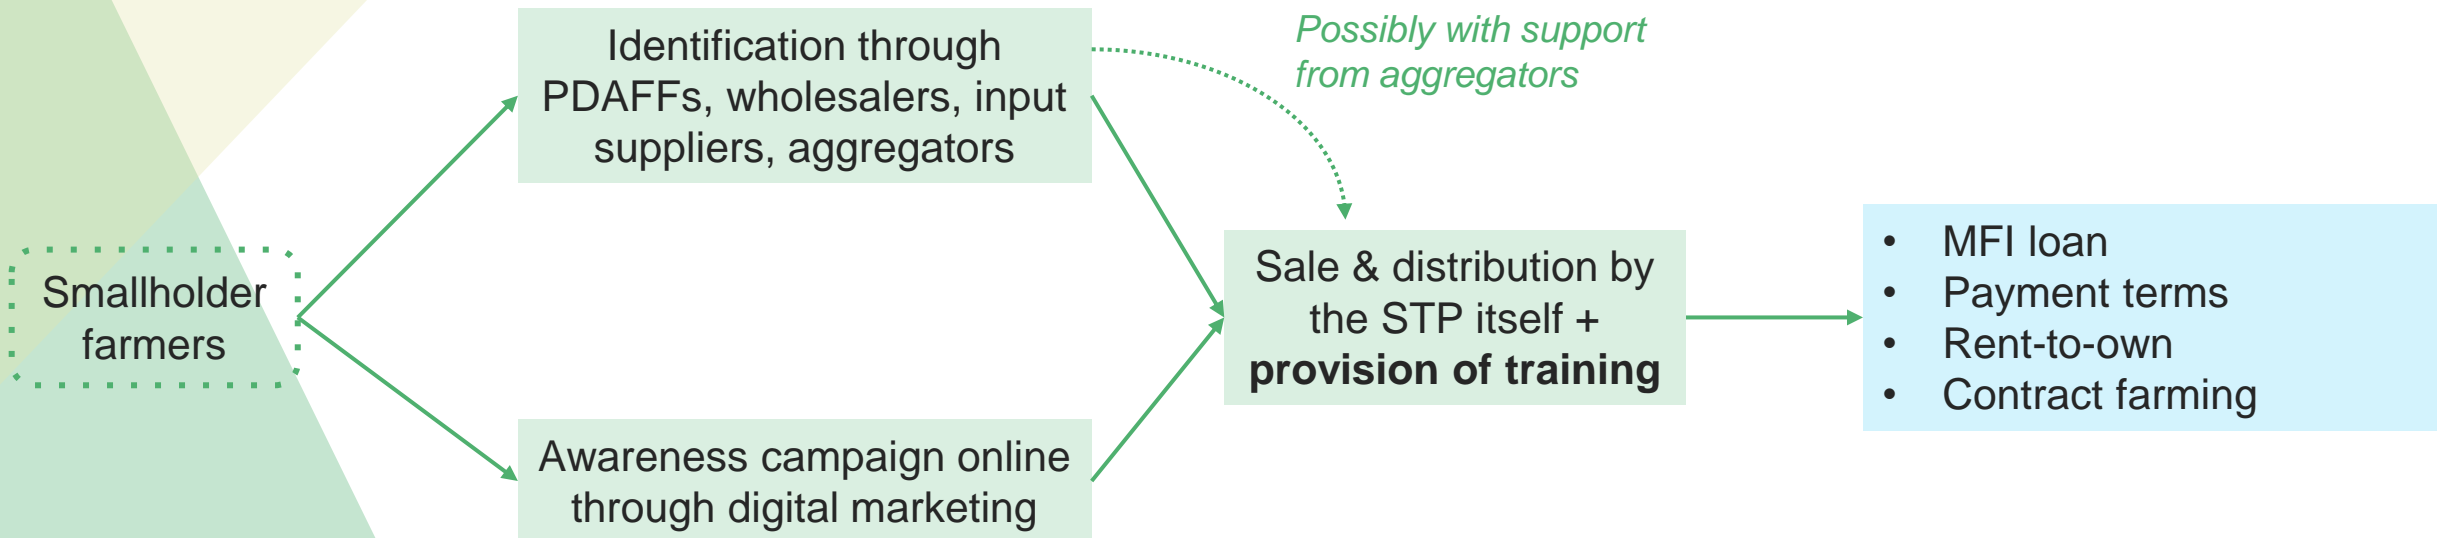 Smallholder
farmers
Identification through
PDAFFs, wholesalers, input
suppliers, aggregators
Awareness campaign online
through digital marketing
Possibly with support
from aggregators
Sale & distribution by
the STP itself +
provision of training
• MFI loan
• Payment terms
• Rent-to-own
• Contract farming